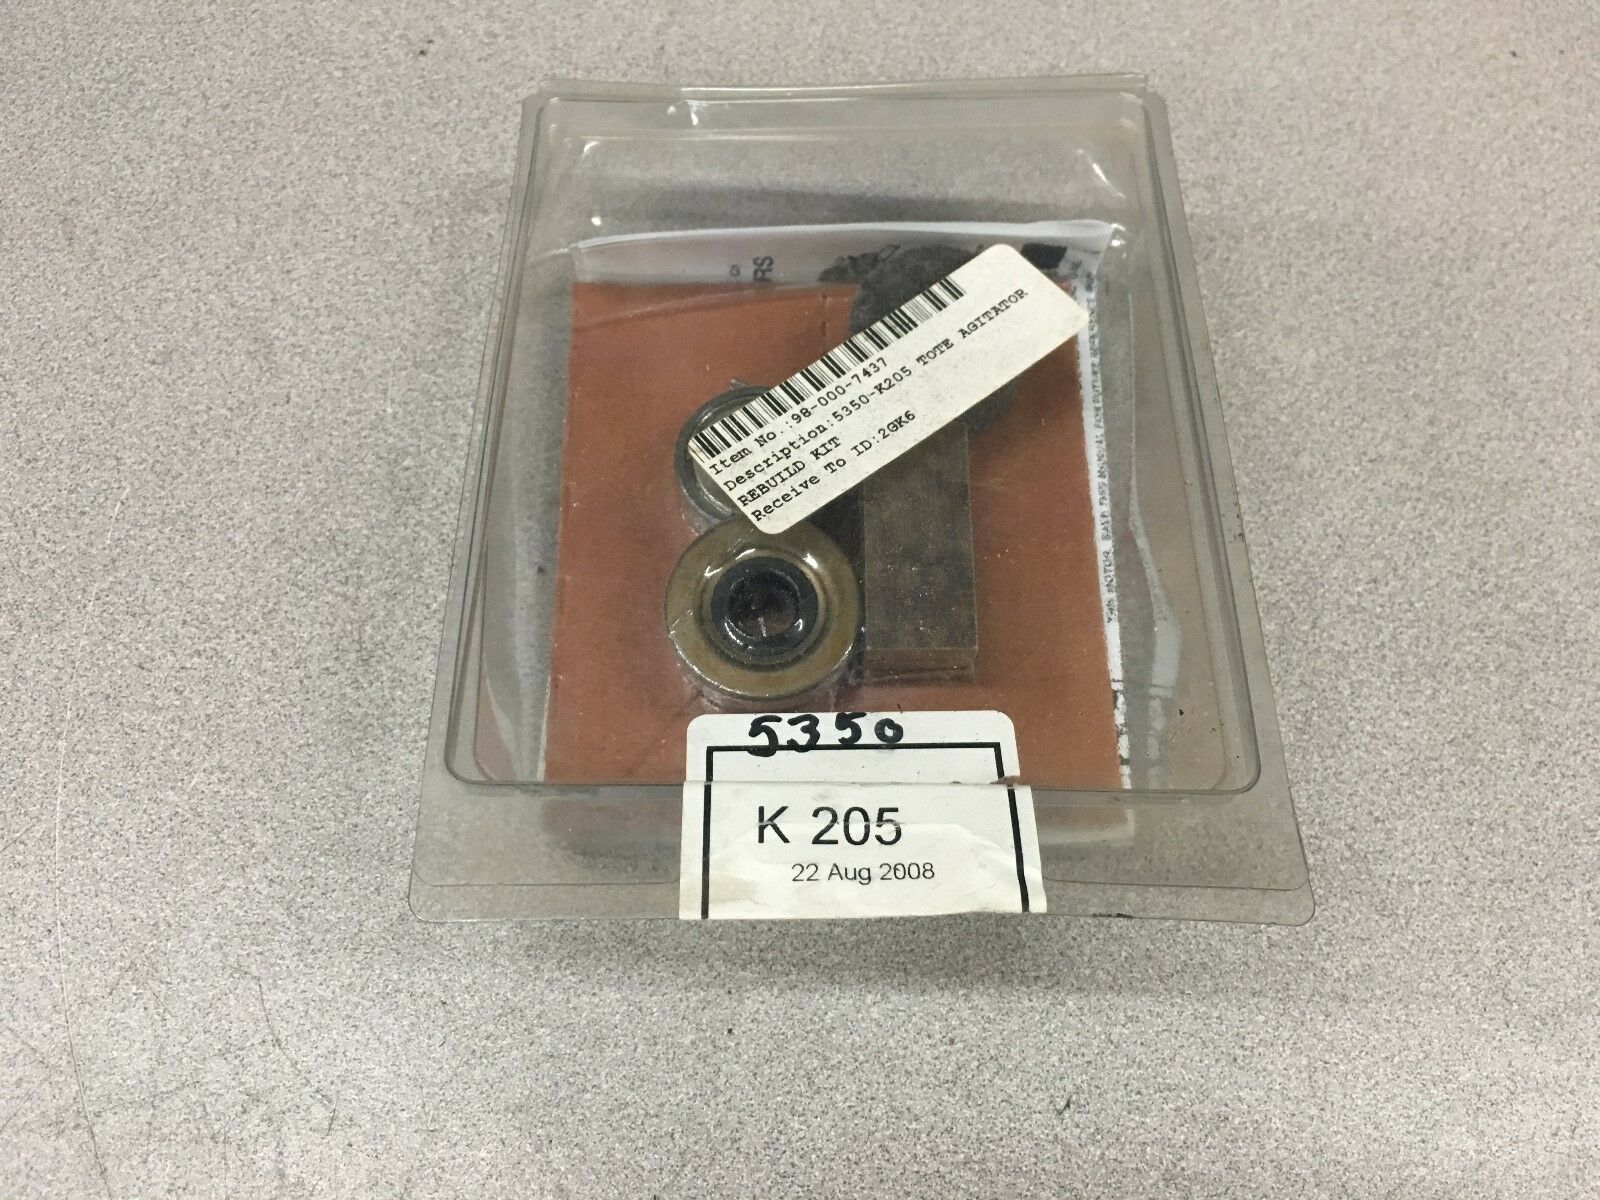 RS
Item No.:98-000-7437
Description:5350-K205 TOTE AGITATOR
REBUILD KIT
Receive To ID:2GK6
5350
K 205
22 Aug 2008